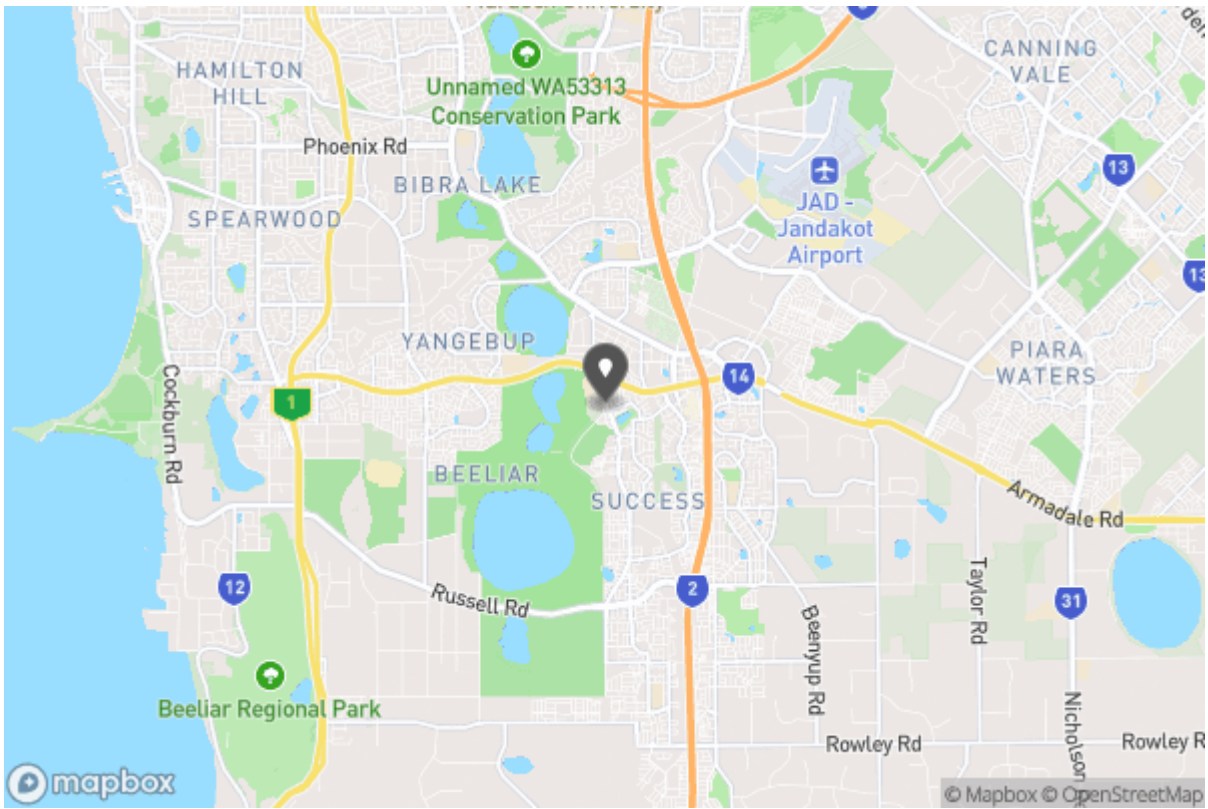 HAMILTON
HILL
Unnamed WA53313
Conservation Park
CANNING
VALE
Phoenix Rd
13
BIBRA LAKE
JAD -
Jandakot
Airport
SPEARWOOD
13
YANGEBUP
PIARA
WATERS
14
1
Cockburn Rd
BEELIAR
SUCCESS
Armadale Rd
12
Russell Rd
2
Taylor Rd
31
Beenyup Rd
Beeliar Regional Park
Nicholson
Rowley Rd
Rowley R
mapbox
© Mapbox © OpenStreetMap